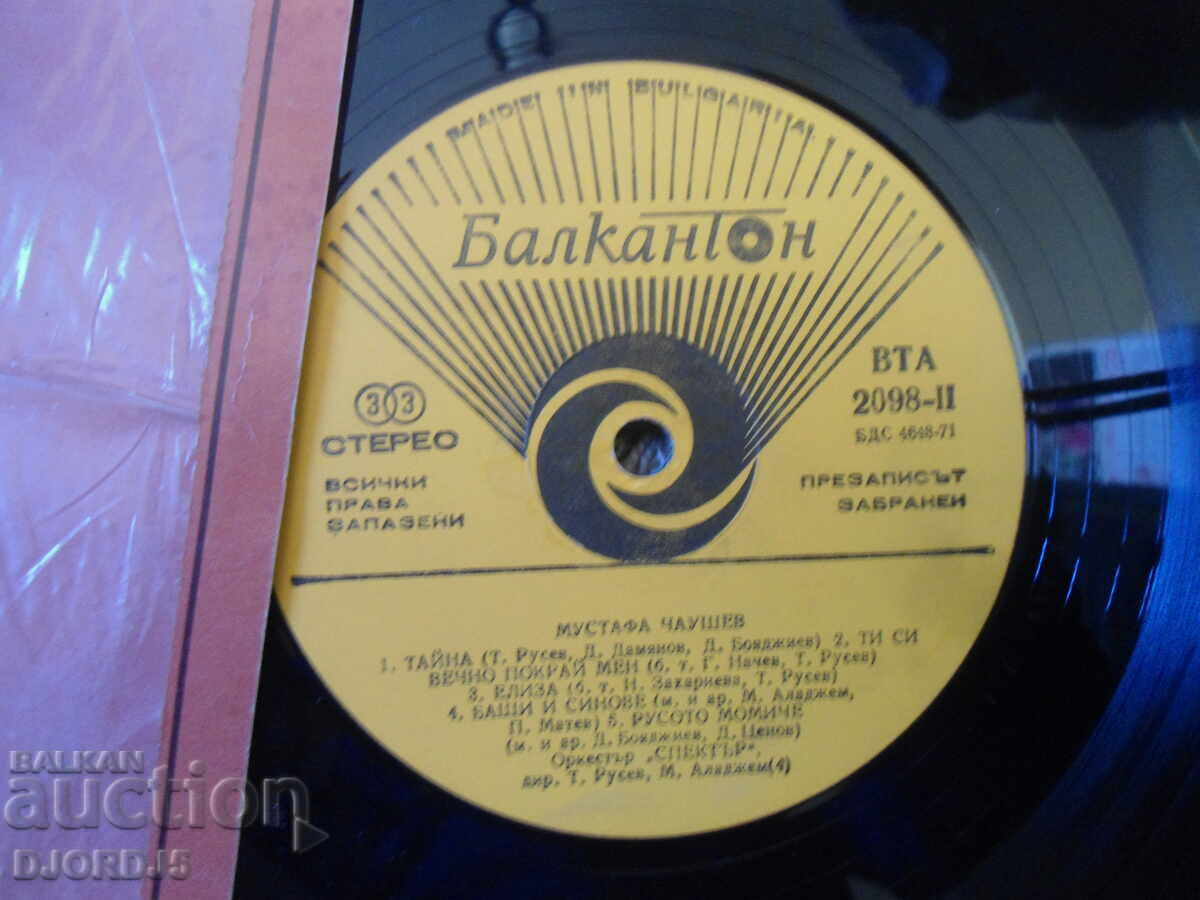 MADE IN BULGARIA
Балкантон
33
СТЕРЕО
ВТА
2098-II
БДС 4648-71
ВСИЧКИ
ПРАВА
ЗАПАЗЕНИ
ПРЕЗАПИСЪТ
ЗАБРАНЕН
МУСТАФА ЧАУШЕВ
1. ТАЙНА (Т. Русев, Д. Дамянов, Д. Бояджиев) 2. ТИ СИ
ВЕЧНО ПОКРАЙ МЕН (б. т. Г. Начев, Т. Русев)
3. ЕЛИЗА (б. т. Н. Захариева, Т. Русев)
4. БАЩИ И СИНОВЕ (м. и ар. М. Аладжем,
П. Матев) 5. РУСОТО МОМИЧЕ
(м. и ар. Д. Бояджиев, Д. Ценов)
Оркестър „СПЕКТЪР“,
дир. Т. Русев, М. Аладжем(4)
BALKAN
auction
DJORD.15